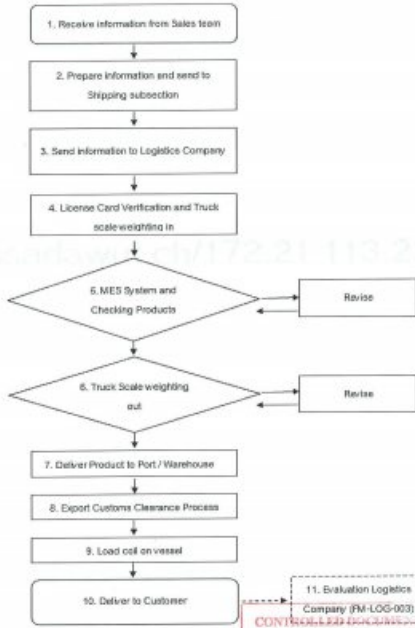 1. Receive information from Sales team
2. Prepare information and send to
Shipping subsection
3. Send information to Logistics Company
4. License Card Verification and Truck
scale weighting in
5. MES System and
Checking Products
Revise
6. Truck Scale weighting
out
Revise
7. Deliver Product to Port / Warehouse
8. Export Customs Clearance Process
9. Load coil on vessel
10. Deliver to Customer
11. Evaluation Logistics
Company (FM-LOG-003)
CONTROLLED